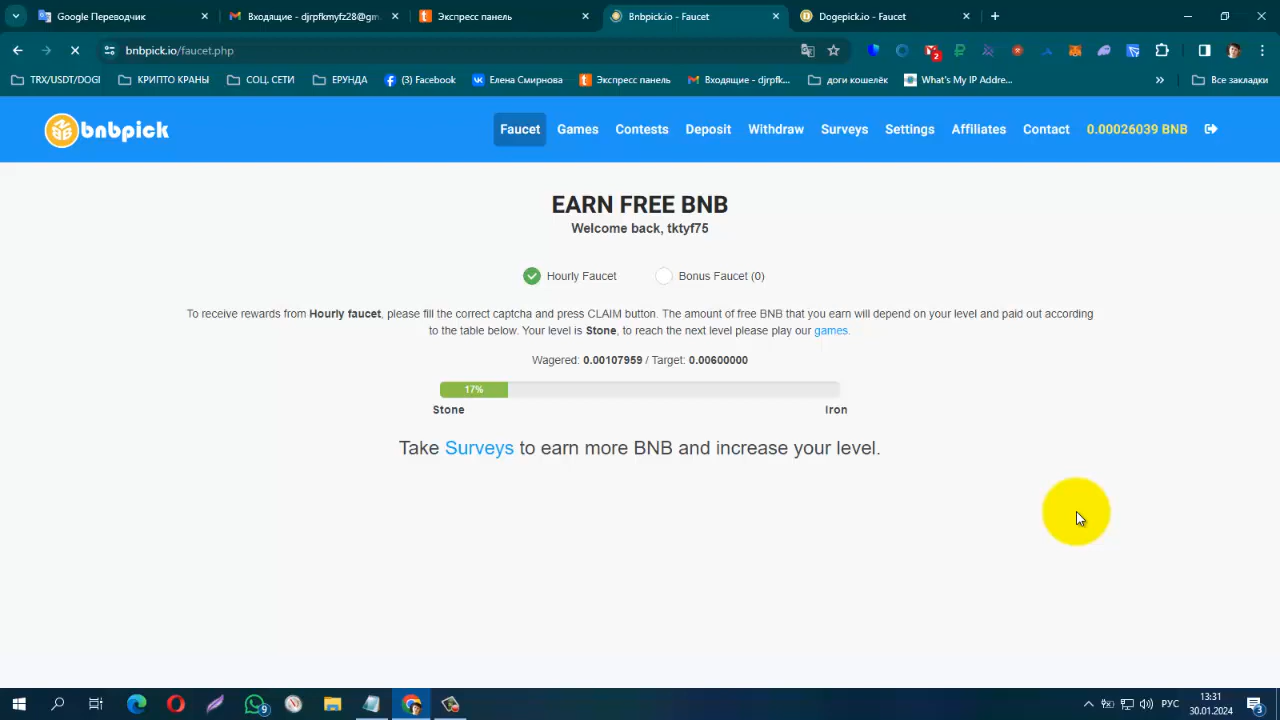 Google Переводчик
Входящие - djrpfkmyfz28@gm
Экспресс панель
Bnbpick.io - Faucet
Dogepick.io - Faucet
bnbpick.io/faucet.php
2
TRX/USDT/DOGI
КРИПТО КРАНЫ
СОЦ. СЕТИ
ЕРУНДА
(3) Facebook
Елена Смирнова
Экспресс панель
Входящие - djrpfk...
доги кошелёк
What's My IP Addre...
Все закладки
bnbpick
Faucet
Games
Contests
Deposit
Withdraw
Surveys
Settings
Affiliates
Contact
0.00026039 BNB
EARN FREE BNB
Welcome back, tktyf75
Hourly Faucet
Bonus Faucet (0)
To receive rewards from Hourly faucet, please fill the correct captcha and press CLAIM button. The amount of free BNB that you earn will depend on your level and paid out according
to the table below. Your level is Stone, to reach the next level please play our games.
Wagered: 0.00107959 / Target: 0.00600000
17%
Stone
Iron
Take Surveys to earn more BNB and increase your level.
9
РУС
13:31
30.01.2024
3